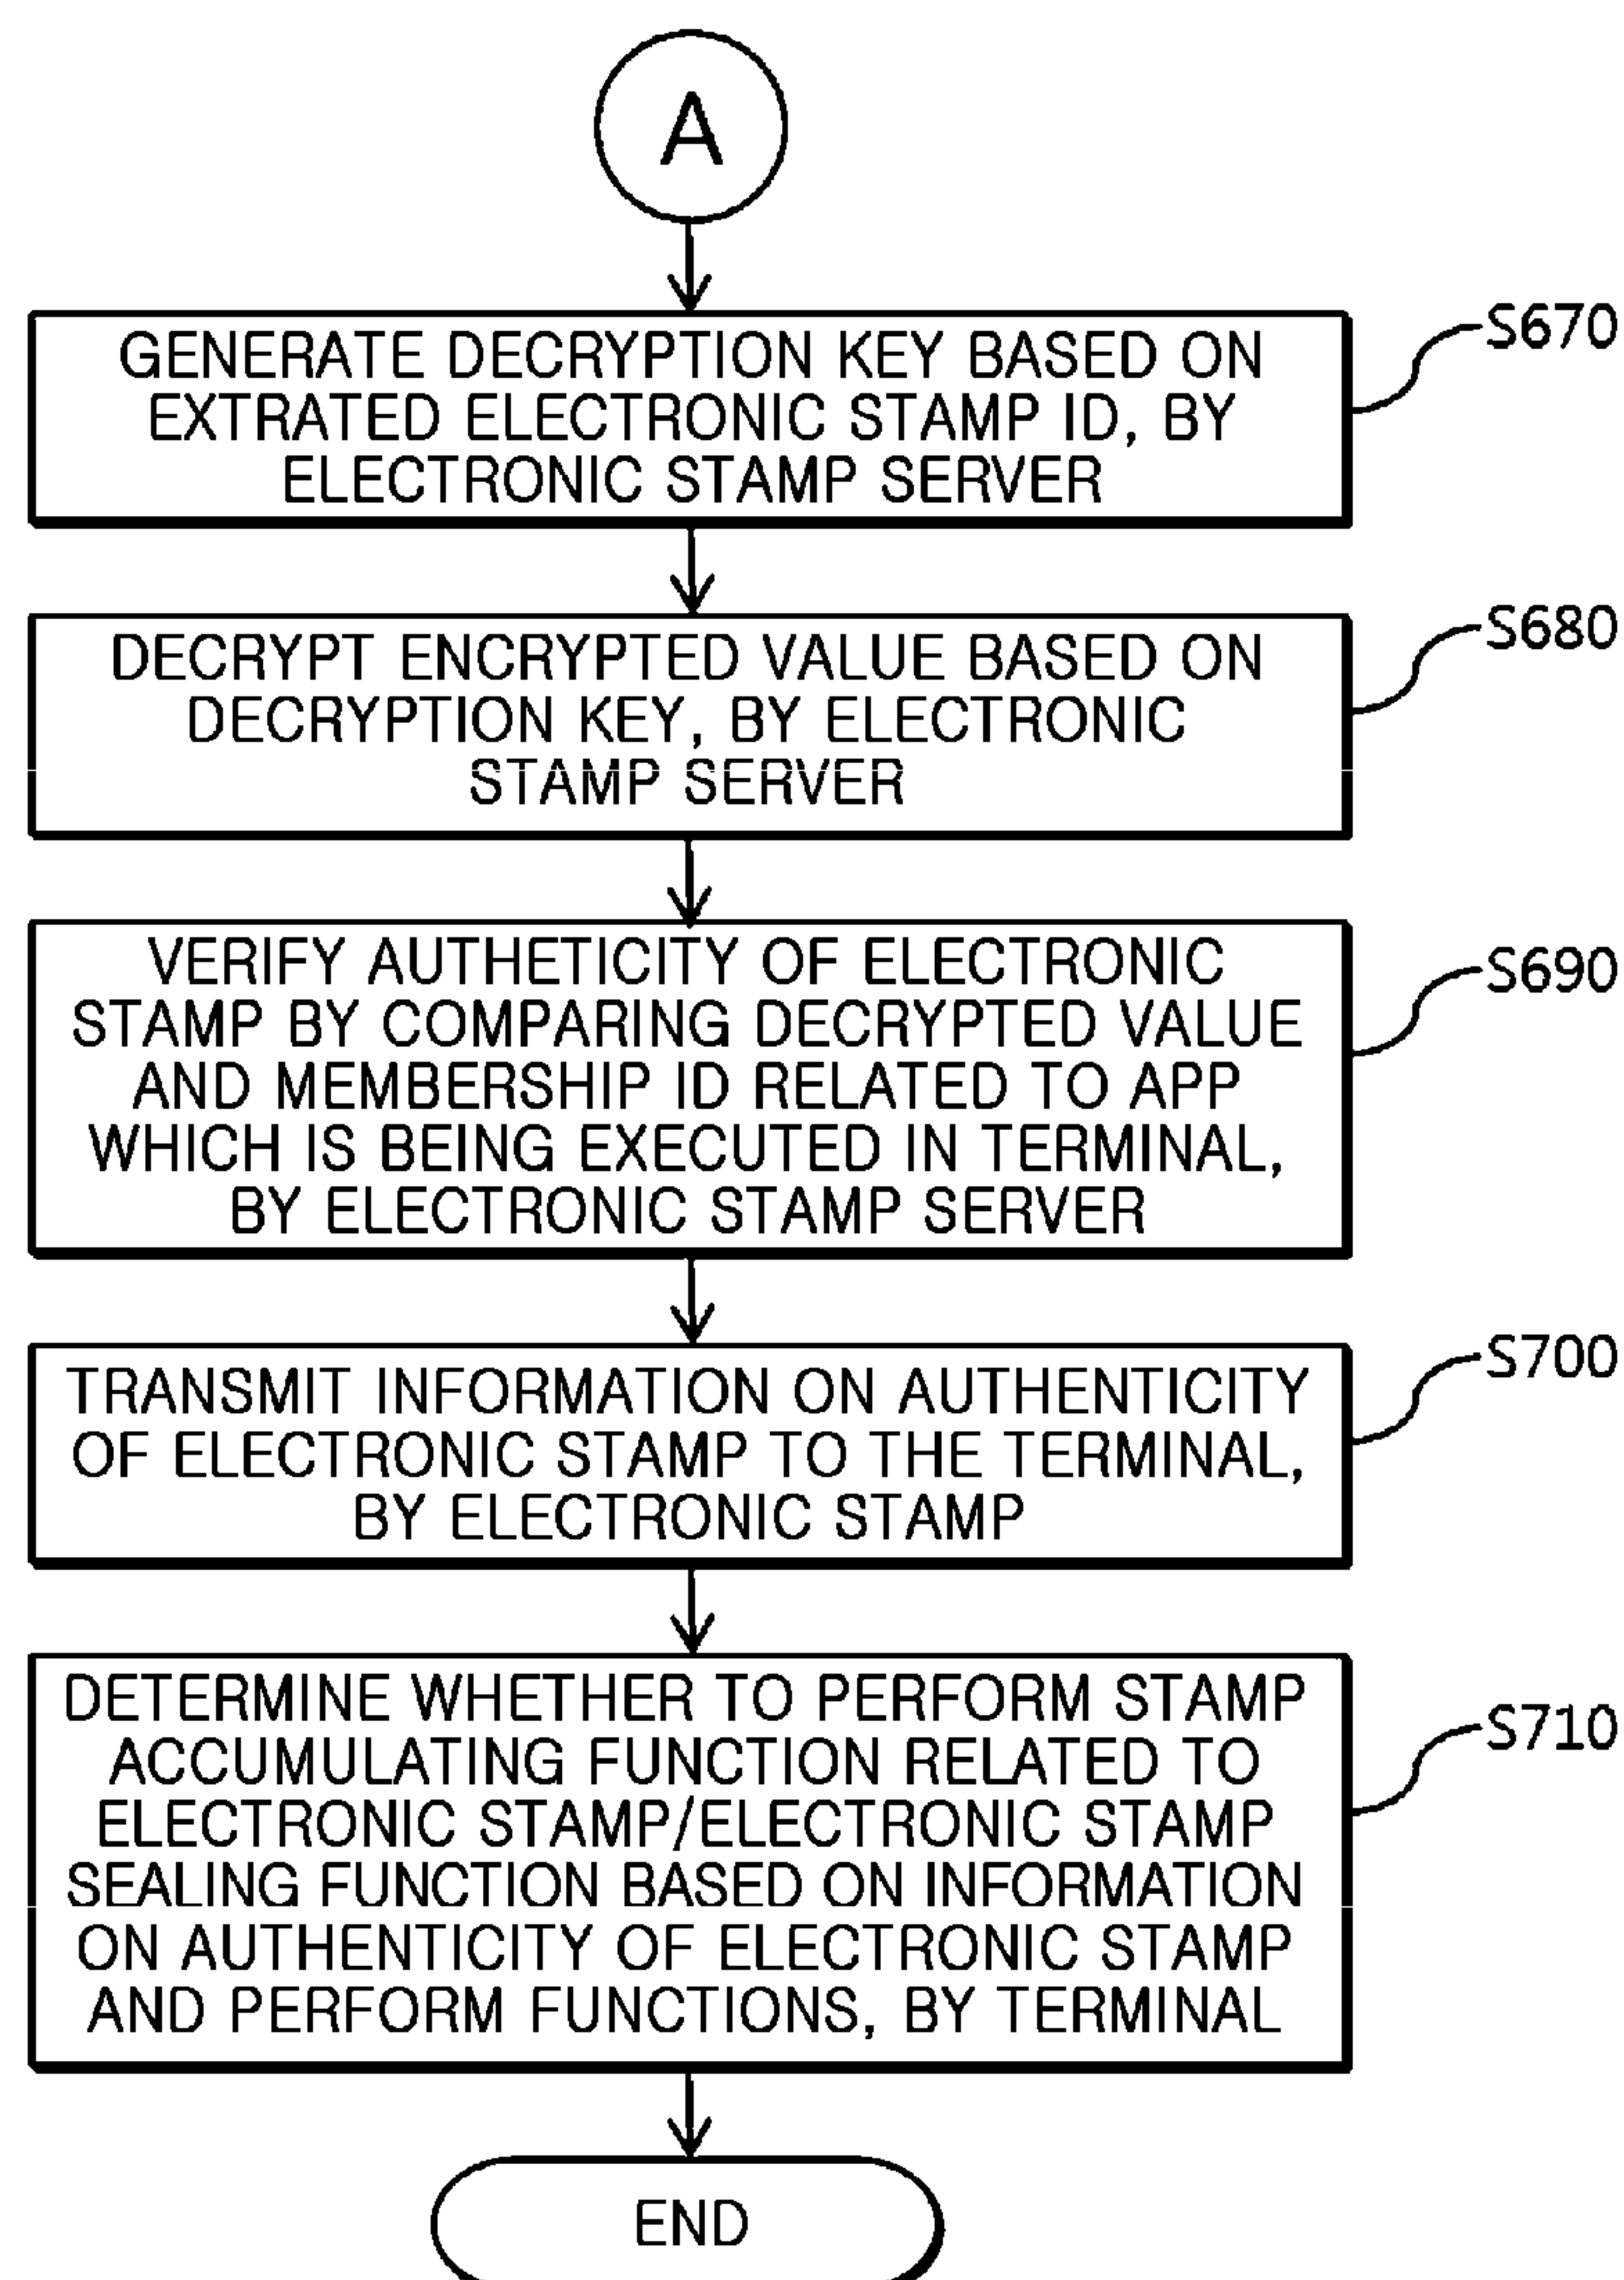 A
GENERATE DECRYPTION KEY BASED ON
EXTRATED ELECTRONIC STAMP ID, BY
ELECTRONIC STAMP SERVER
S670
DECRYPT ENCRYPTED VALUE BASED ON
DECRYPTION KEY, BY ELECTRONIC
STAMP SERVER
S680
VERIFY AUTHETICITY OF ELECTRONIC
STAMP BY COMPARING DECRYPTED VALUE
AND MEMBERSHIP ID RELATED TO APP
WHICH IS BEING EXECUTED IN TERMINAL,
BY ELECTRONIC STAMP SERVER
S690
TRANSMIT INFORMATION ON AUTHENTICITY
OF ELECTRONIC STAMP TO THE TERMINAL,
BY ELECTRONIC STAMP
S700
DETERMINE WHETHER TO PERFORM STAMP
ACCUMULATING FUNCTION RELATED TO
ELECTRONIC STAMP/ELECTRONIC STAMP
SEALING FUNCTION BASED ON INFORMATION
ON AUTHENTICITY OF ELECTRONIC STAMP
AND PERFORM FUNCTIONS, BY TERMINAL
S710
END